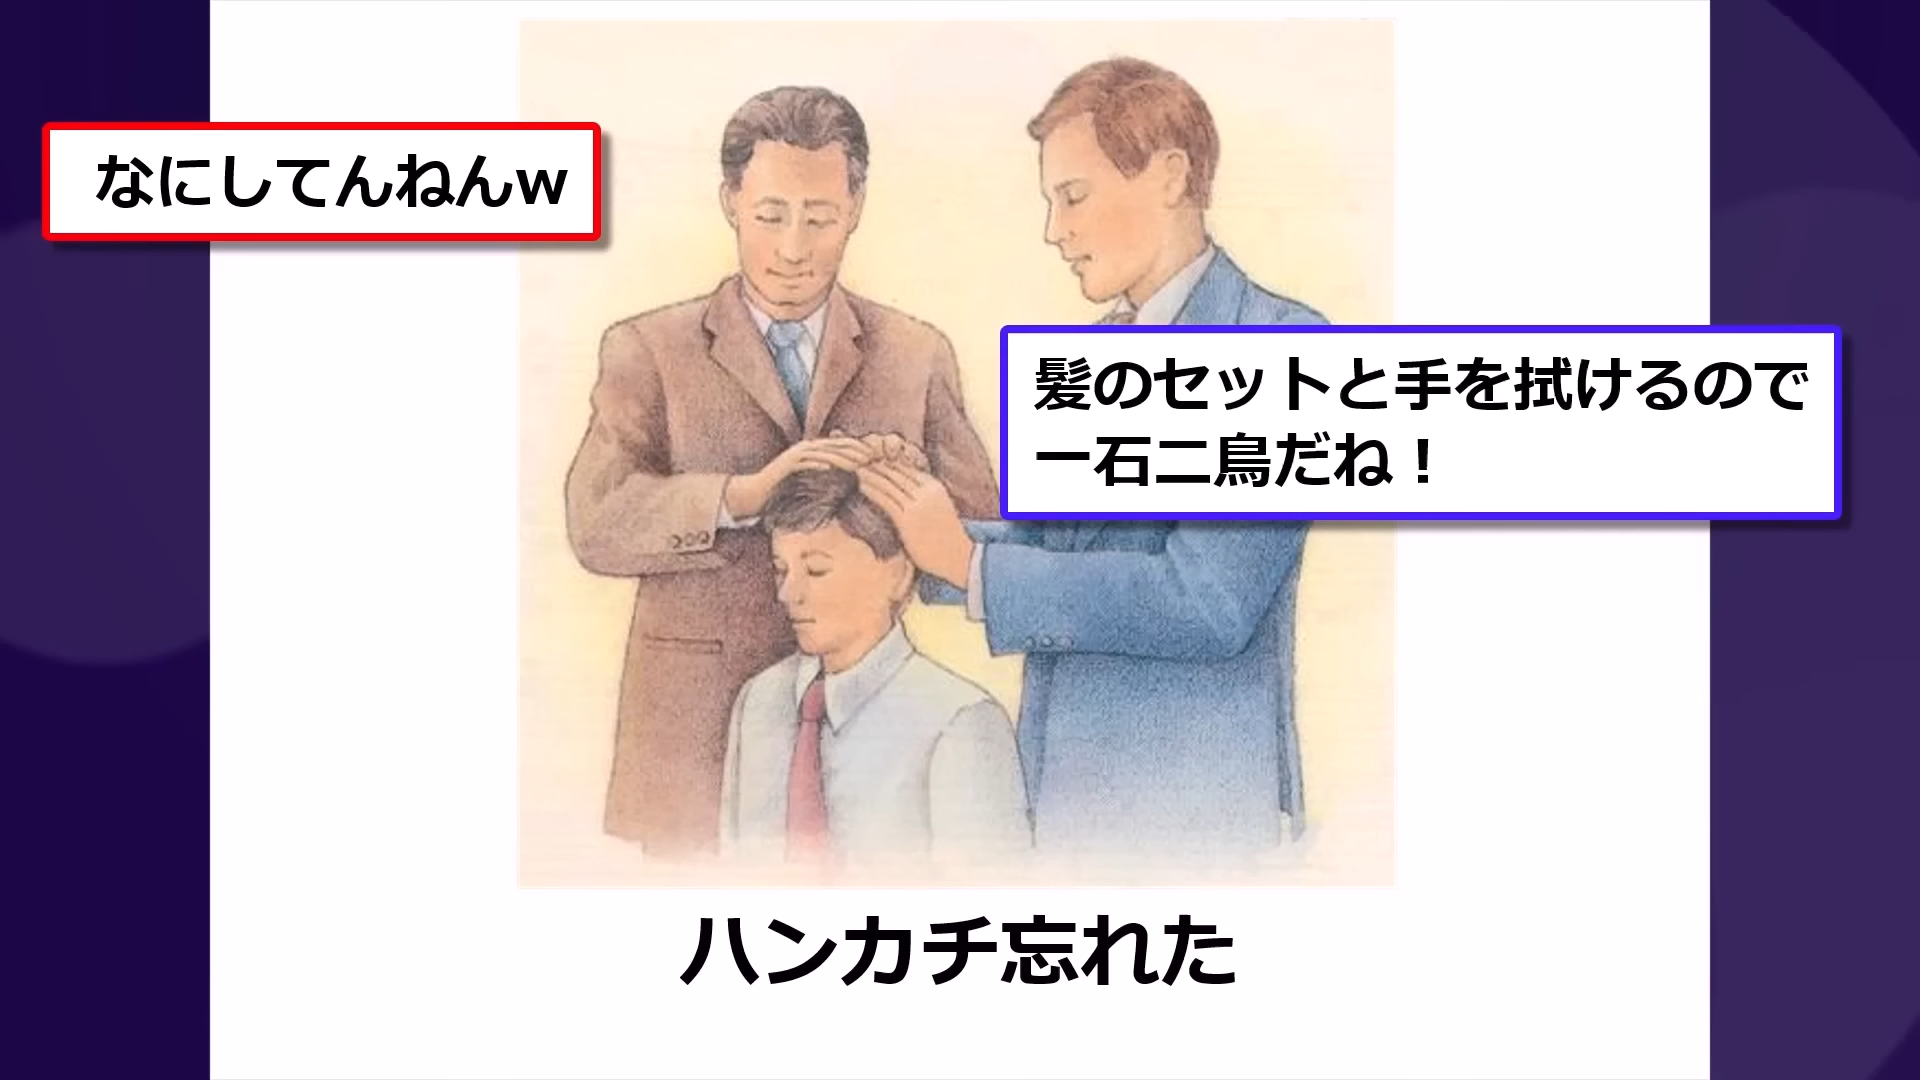 なにしてんねんw
髪のセットと手を拭けるので
一石二鳥だね！
ハンカチ忘れた